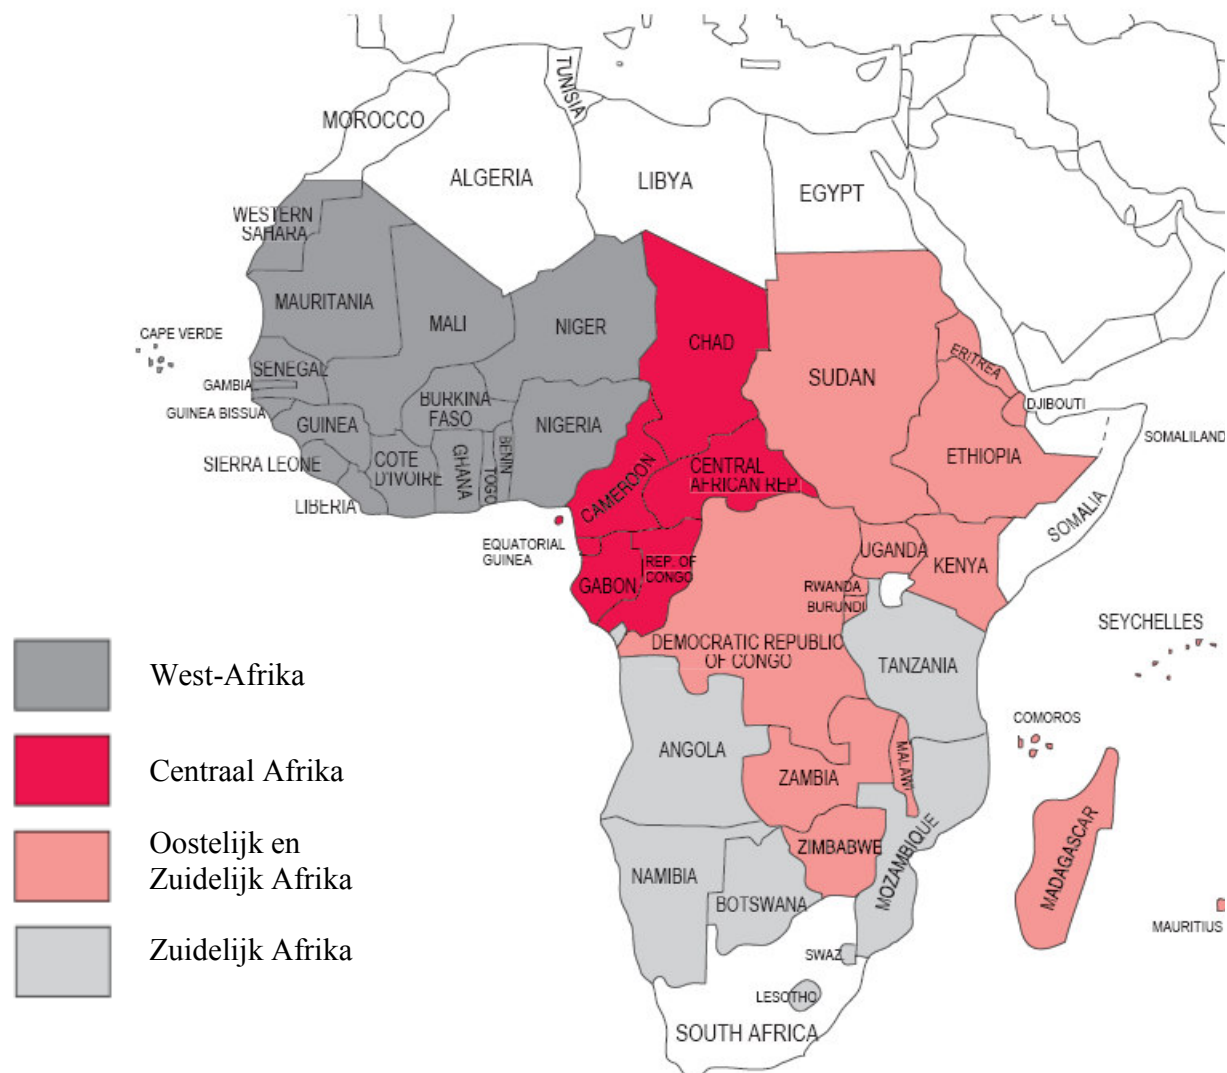 TUNISIA
MOROCCO
ALGERIA
LIBYA
EGYPT
WESTERN
SAHARA
MAURITANIA
MALI
NIGER
CHAD
SUDAN
ERITREA
CAPE VERDE
SENEGAL
GAMBIA
GUINEA BISSUA
GUINEA
BURKINA
FASO
NIGERIA
BENIN
TOGO
GHANA
COTE
D'IVOIRE
SIERRA LEONE
LIBERIA
CAMEROON
CENTRAL
AFRICAN REP.
DJIBOUTI
SOMALILAND
ETHIOPIA
SOMALIA
EQUATORIAL
GUINEA
GABON
REP. OF
CONGO
UGANDA
KENYA
RWANDA
BURUNDI
DEMOCRATIC REPUBLIC
OF CONGO
TANZANIA
SEYCHELLES
COMOROS
ANGOLA
ZAMBIA
MALAWI
ZIMBABWE
MOZAMBIQUE
MADAGASCAR
MAURITIUS
NAMIBIA
BOTSWANA
SWAZ
LESOTHO
SOUTH AFRICA
West-Afrika
Centraal Afrika
Oostelijk en
Zuidelijk Afrika
Zuidelijk Afrika